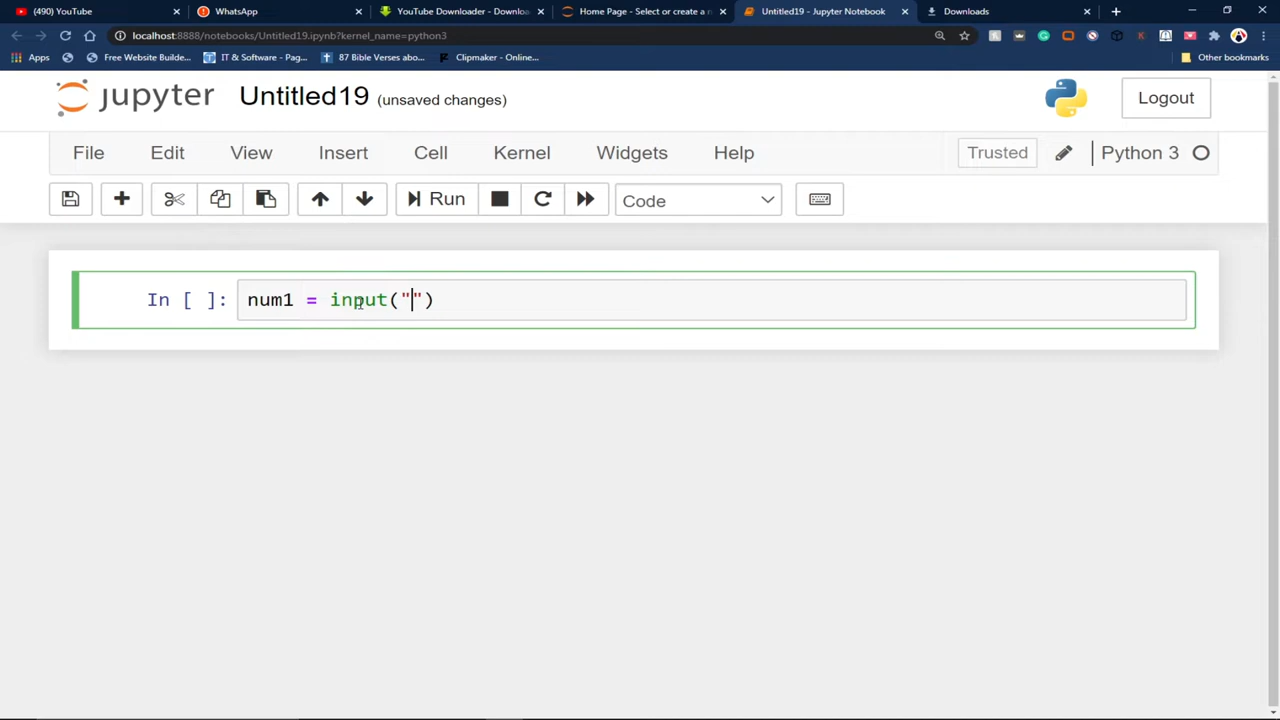 (490) YouTube
WhatsApp
YouTube Downloader - Downloa
Home Page - Select or create a n
Untitled19 - Jupyter Notebook
Downloads
localhost:8888/notebooks/Untitled19.ipynb?kernel_name=python3
Apps
Free Website Builde...
IT & Software - Pag...
87 Bible Verses abo...
Clipmaker - Online...
Other bookmarks
jupyter Untitled19 (unsaved changes)
Logout
File Edit View Insert Cell Kernel Widgets Help
Trusted
Python 3
Run
Code
In [ ]: num1 = input("")